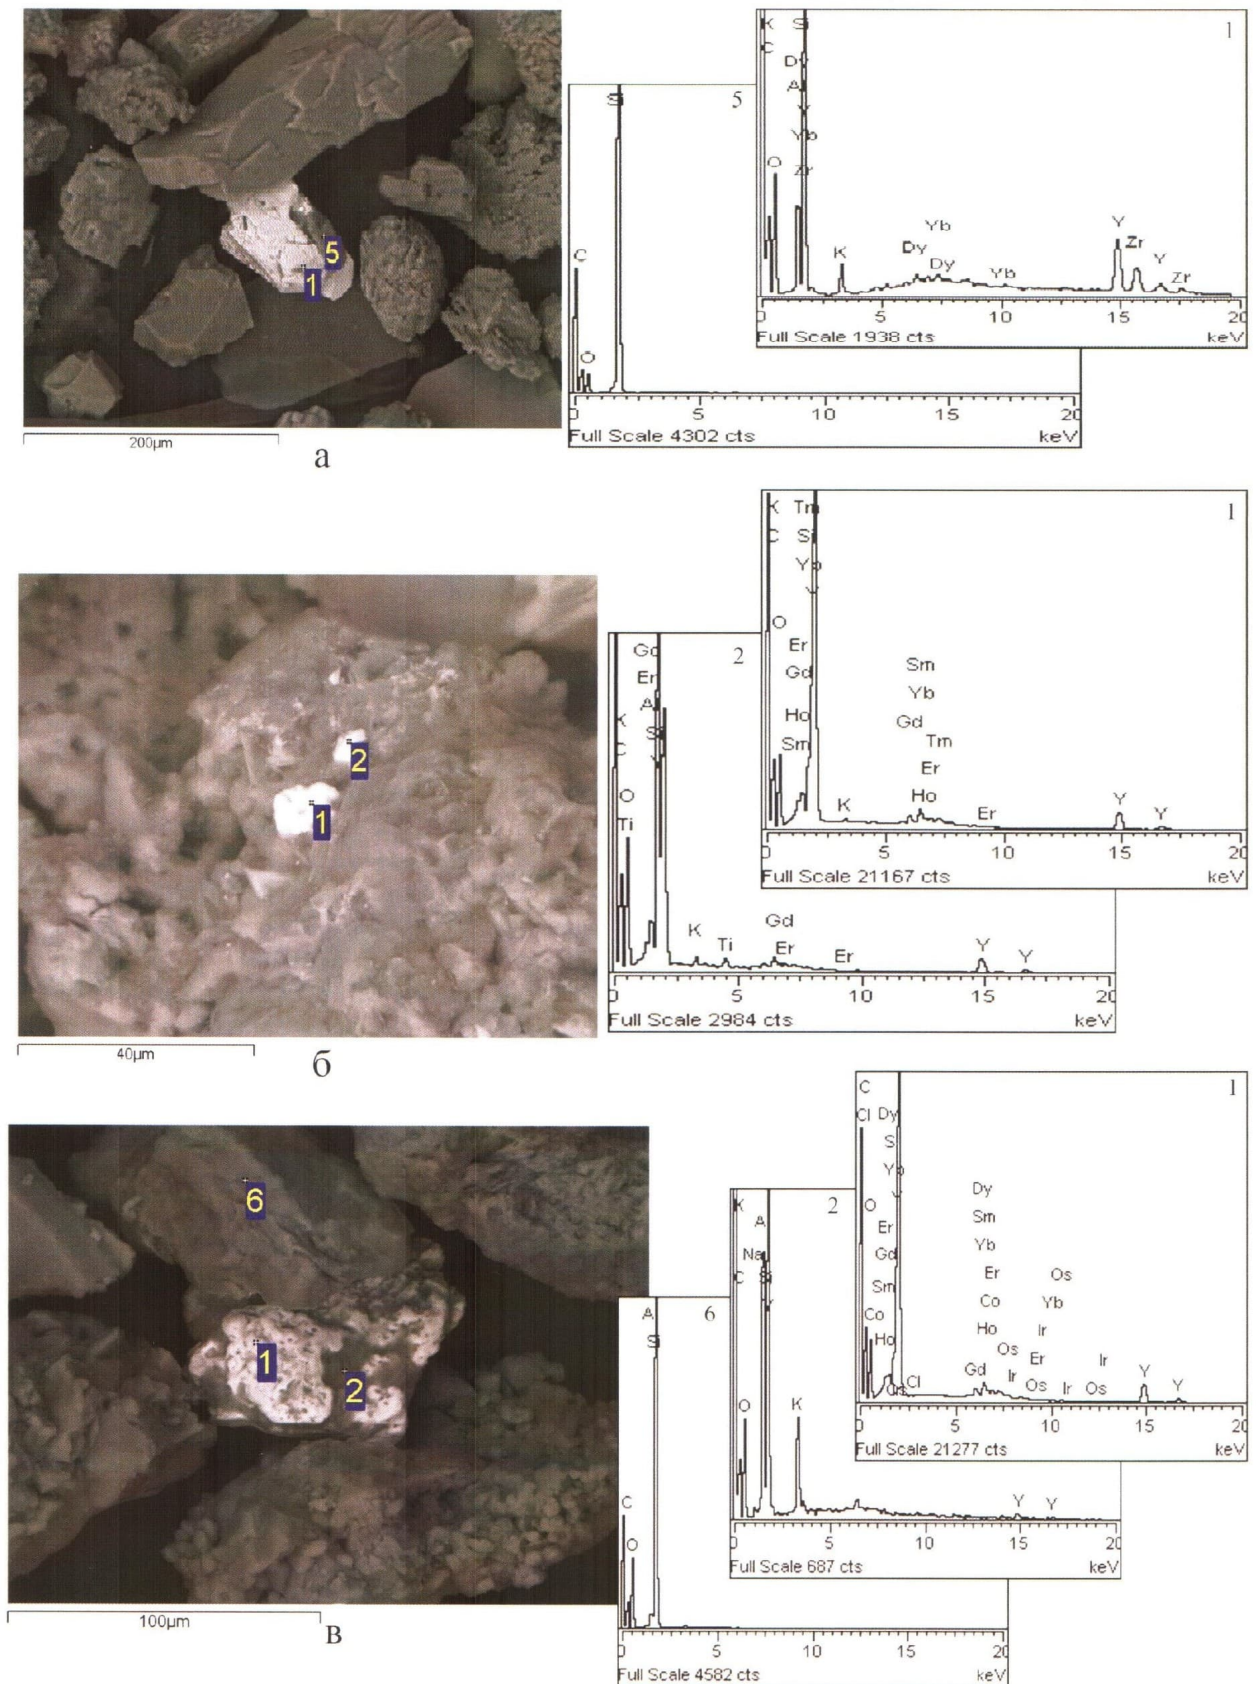 5
1
200µm
а
5
Si
C
O
0 5 10 15 20
Full Scale 4302 cts keV
1
K Si
C
Dy
A
Y
Yb
O Zr
K
Yb
Dy
Dy
Yb
Y
Zr
Y
Zr
0 5 10 15 20
Full Scale 1938 cts keV
2
1
40µm
б
2
Gd
Er
K A
Si
C Y
O
Ti
K
Ti
Gd
Er
Er
Y
Y
0 5 10 15 20
Full Scale 2984 cts keV
1
K Tm
C Si
Yb
Y
O
Er
Gd
Ho
Sm
K
Sm
Yb
Gd
Tm
Er
Ho
Er
Y
Y
0 5 10 15 20
Full Scale 21167 cts keV
6
1
2
100µm
В
6
A
Si
C
O
0 5 10 15 20
Full Scale 4582 cts keV
2
K
A
Na
C Si
Y
O
K
Y Y
0 5 10 15 20
Full Scale 687 cts keV
1
C
Cl Dy
S
Yb
Y
O
Er
Gd
Sm
Co
Ho
Os Cl
Dy
Sm
Yb
Er
Co
Ho
Gd
Os
Ir
Os
Yb
Ir
Er
Os
Ir
Ir
Os
Y
Y
0 5 10 15 20
Full Scale 21277 cts keV